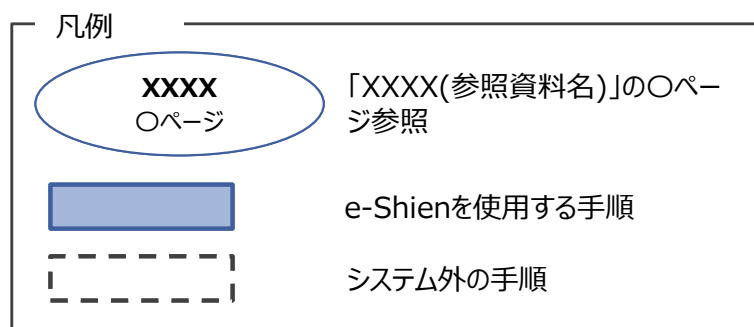 凡例
XXXX
〇ページ
「XXXX(参照資料名)」の〇ペー
ジ参照
e-Shienを使用する手順
システム外の手順